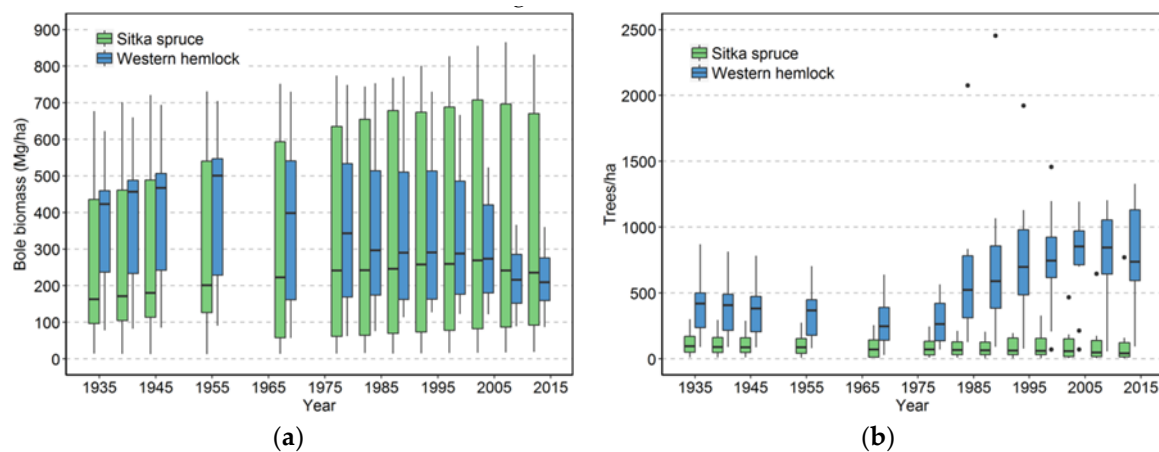 900
800
700
600
500
400
300
200
100
0
Bole biomass (Mg/ha)
Sitka spruce
Western hemlock
1935 1945 1955 1965 1975 1985 1995 2005 2015
Year
(a)
2500
2000
1500
1000
500
0
Trees/ha
Sitka spruce
Western hemlock
1935 1945 1955 1965 1975 1985 1995 2005 2015
Year
(b)